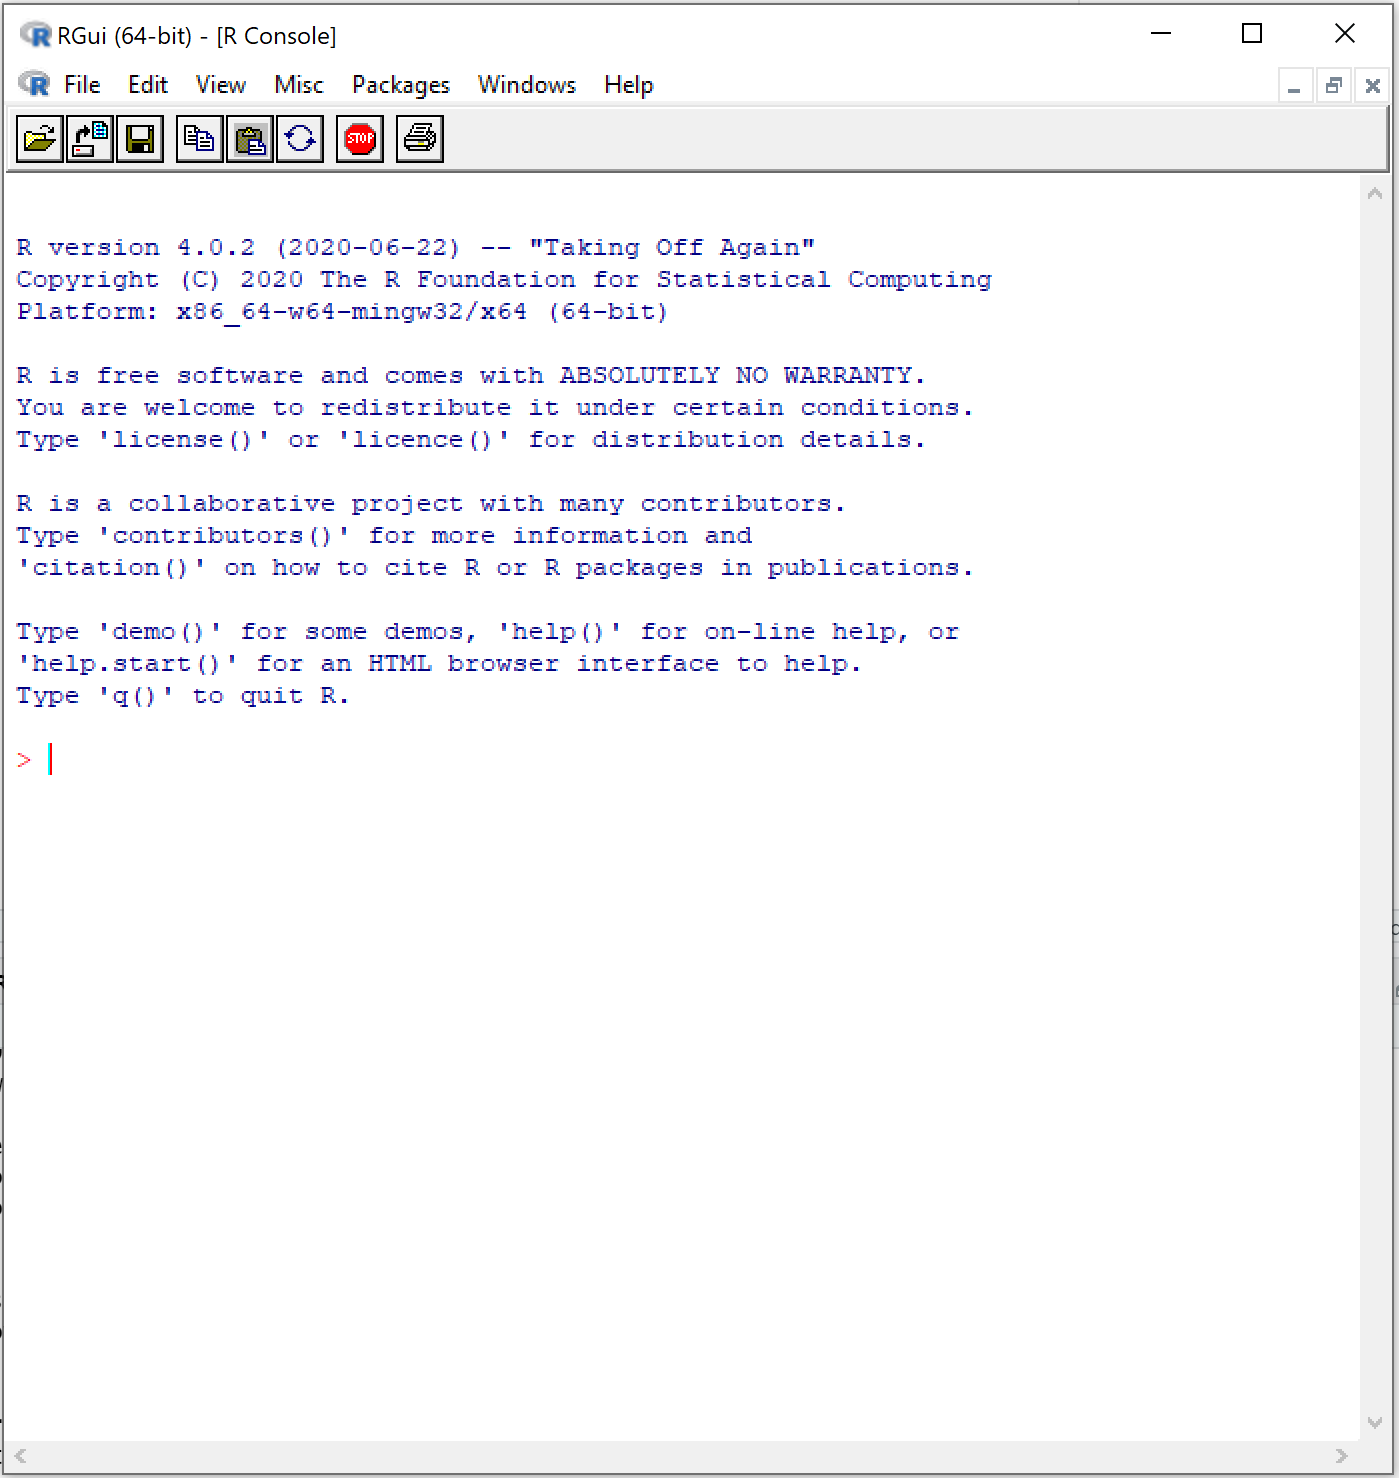 RGui (64-bit) - [R Console]
File Edit View Misc Packages Windows Help
STOP
R version 4.0.2 (2020-06-22) -- "Taking Off Again"
Copyright (C) 2020 The R Foundation for Statistical Computing
Platform: x86_64-w64-mingw32/x64 (64-bit)
R is free software and comes with ABSOLUTELY NO WARRANTY.
You are welcome to redistribute it under certain conditions.
Type 'license()' or 'licence()' for distribution details.
R is a collaborative project with many contributors.
Type 'contributors()' for more information and
'citation()' on how to cite R or R packages in publications.
Type 'demo()' for some demos, 'help()' for on-line help, or
'help.start()' for an HTML browser interface to help.
Type 'q()' to quit R.
>